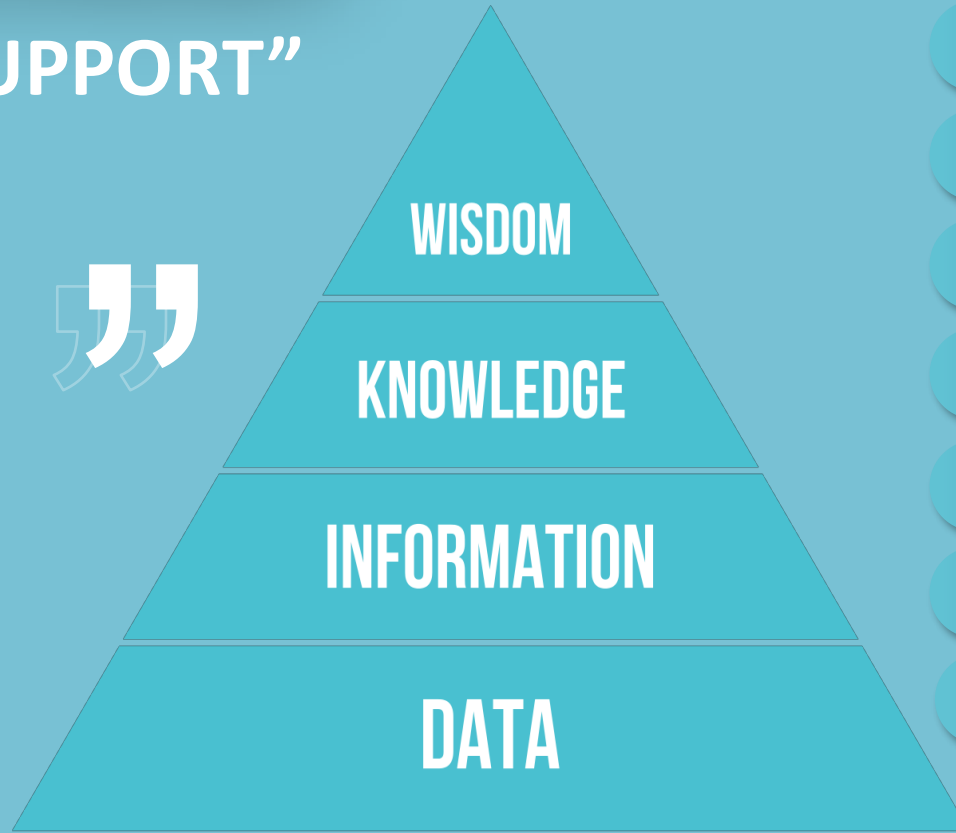 UPPORT”
”
WISDOM
KNOWLEDGE
INFORMATION
DATA